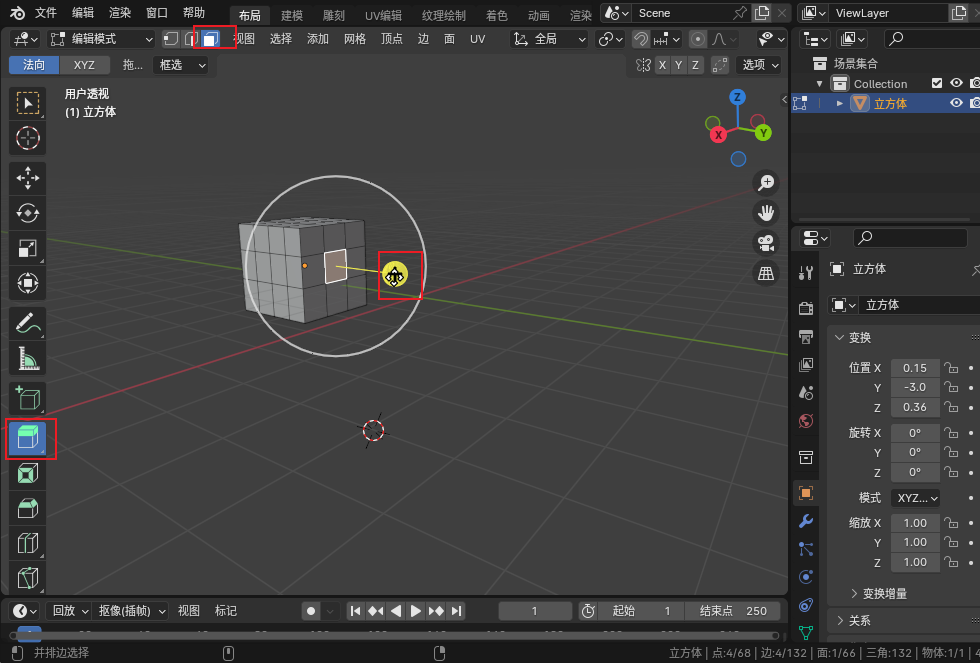 文件 编辑 渲染 窗口 帮助 布局 建模 雕刻 UV编辑 纹理绘制 着色 动画 渲染 Scene ViewLayer
编辑模式 视图 选择 添加 网格 顶点 边 面 UV 全局
法向 XYZ 拖... 框选 X Y Z 选项
用户透视
(1) 立方体
Z
X
Y
场景集合
Collection
立方体
立方体
立方体
变换
位置 X 0.15
Y -3.0
Z 0.36
旋转 X 0°
Y 0°
Z 0°
模式 XYZ...
缩放 X 1.00
Y 1.00
Z 1.00
变换增量
关系
回放 抠像(插帧) 视图 标记 1 起始 1 结束点 250
并排边选择
立方体 | 点:4/68 | 边:4/132 | 面:1/66 | 三角:132 | 物体:1/1 |